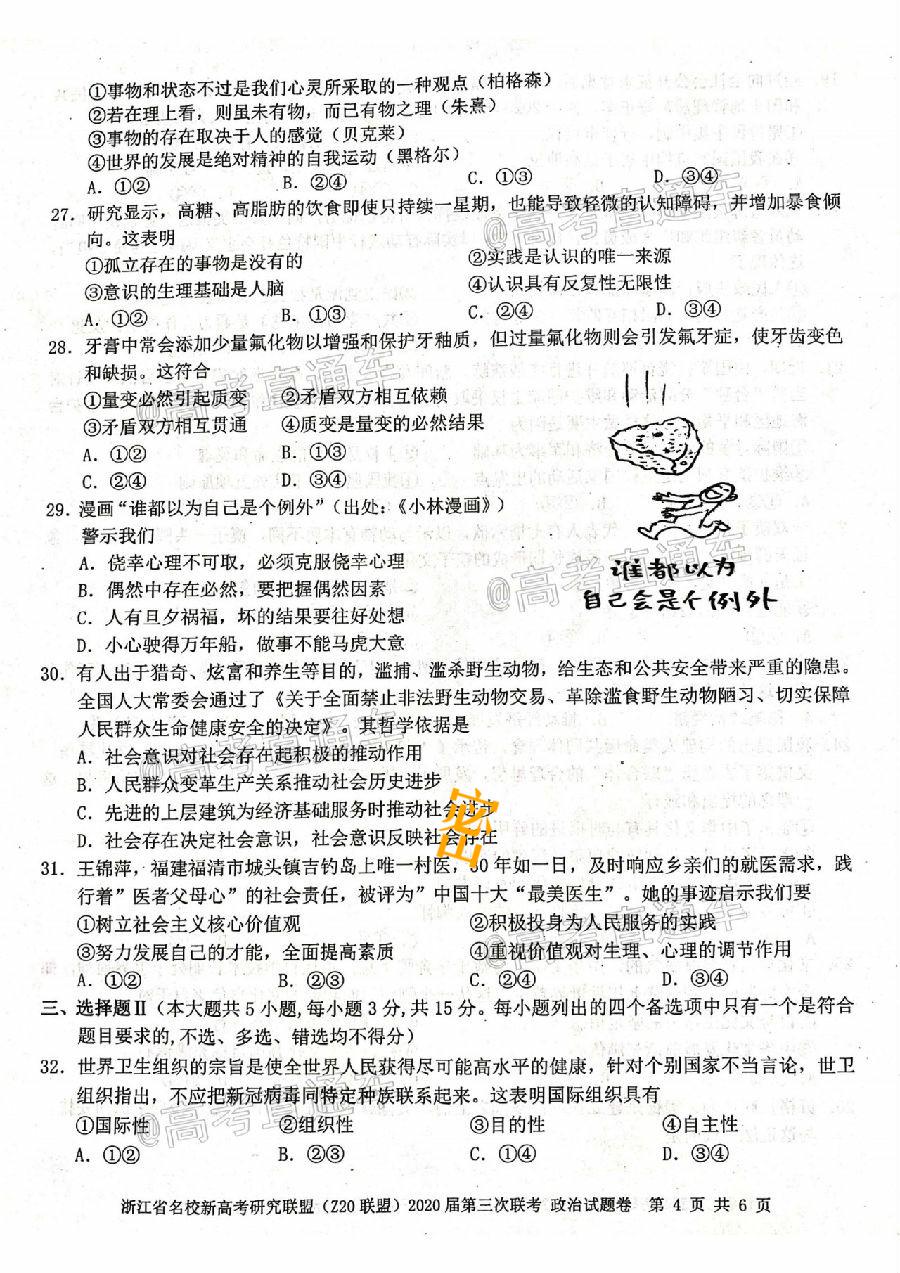 ①事物和状态不过是我们心灵所采取的一种观点(柏格森)
②若在理上看，则虽未有物，而已有物之理(朱熹)
③事物的存在取决于人的感觉(贝克莱)
④世界的发展是绝对精神的自我运动(黑格尔)
A．①② B．②④ C．①③ D．③④
27．研究显示，高糖、高脂肪的饮食即使只持续一星期，也能导致轻微的认知障碍，并增加暴食倾
向。这表明
①孤立存在的事物是没有的 ②实践是认识的唯一来源
③意识的生理基础是人脑 ④认识具有反复性无限性
A．①② B．①③ C．②④ D．③④
28．牙膏中常会添加少量氟化物以增强和保护牙釉质，但过量氟化物则会引发氟牙症，使牙齿变色
和缺损。这符合
①量变必然引起质变 ②矛盾双方相互依赖
③矛盾双方相互贯通 ④质变是量变的必然结果
A．①② B．①③
C．②④ D．③④
29．漫画“谁都以为自己是个例外”(出处:《小林漫画》)
警示我们
A．侥幸心理不可取，必须克服侥幸心理
B．偶然中存在必然，要把握偶然因素
C．人有旦夕祸福，坏的结果要往好处想
D．小心驶得万年船，做事不能马虎大意
谁都以为
自己会是个例外
30．有人出于猎奇、炫富和养生等目的，滥捕、滥杀野生动物，给生态和公共安全带来严重的隐患。
全国人大常委会通过了《关于全面禁止非法野生动物交易、革除滥食野生动物陋习、切实保障
人民群众生命健康安全的决定》。其哲学依据是
A．社会意识对社会存在起积极的推动作用
B．人民群众变革生产关系推动社会历史进步
C．先进的上层建筑为经济基础服务时推动社会进步
D．社会存在决定社会意识，社会意识反映社会存在
密出
31．王锦萍，福建福清市城头镇吉钓岛上唯一村医，30年如一日，及时响应乡亲们的就医需求，践
行着”医者父母心”的社会责任，被评为”中国十大“最美医生”。她的事迹启示我们要
①树立社会主义核心价值观 ②积极投身为人民服务的实践
③努力发展自己的才能，全面提高素质 ④重视价值观对生理、心理的调节作用
A．①② B．①③ C．②④ D．③④
三、选择题Ⅱ(本大题共5小题,每小题3分,共15分。每小题列出的四个备选项中只有一个是符合
题目要求的,不选、多选、错选均不得分)
32．世界卫生组织的宗旨是使全世界人民获得尽可能高水平的健康，针对个别国家不当言论，世卫
组织指出，不应把新冠病毒同特定种族联系起来。这表明国际组织具有
①国际性 ②组织性 ③目的性 ④自主性
A．①② B．①③ C．②④ D．③④
浙江省名校新高考研究联盟(Z20联盟)2020届第三次联考 政治试题卷 第 4 页 共 6 页
@高考直通车
@高考直通车
@高考直通车
@高考直通车
@高考直通车
@高考直通车